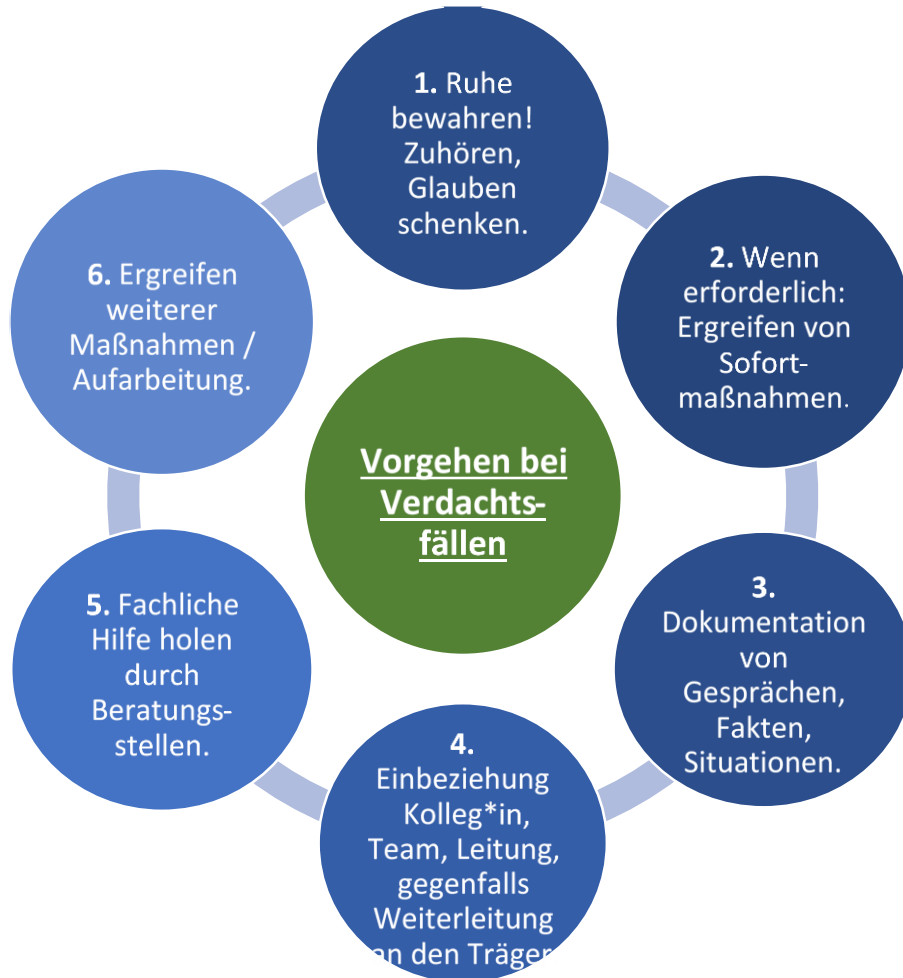 Vorgehen bei
Verdachts-
fällen
1. Ruhe
bewahren!
Zuhören,
Glauben
schenken.
2. Wenn
erforderlich:
Ergreifen von
Sofort-
maßnahmen.
3.
Dokumentation
von
Gesprächen,
Fakten,
Situationen.
4.
Einbeziehung
Kolleg*in,
Team, Leitung,
gegenfalls
Weiterleitung
an den Träger
5. Fachliche
Hilfe holen
durch
Beratungs-
stellen.
6. Ergreifen
weiterer
Maßnahmen /
Aufarbeitung.